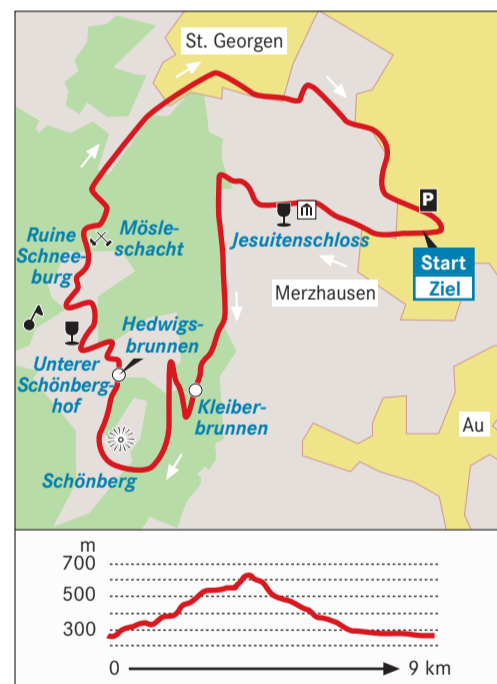 St. Georgen
P
Ruine
Schnee-
burg
Mösle-
schacht
Jesuitenschloss
Start
Ziel
Merzhausen
Hedwigs-
brunnen
Unterer
Schönberg-
hof
Kleiber-
brunnen
Au
Schönberg
m
700
500
300
0
9 km